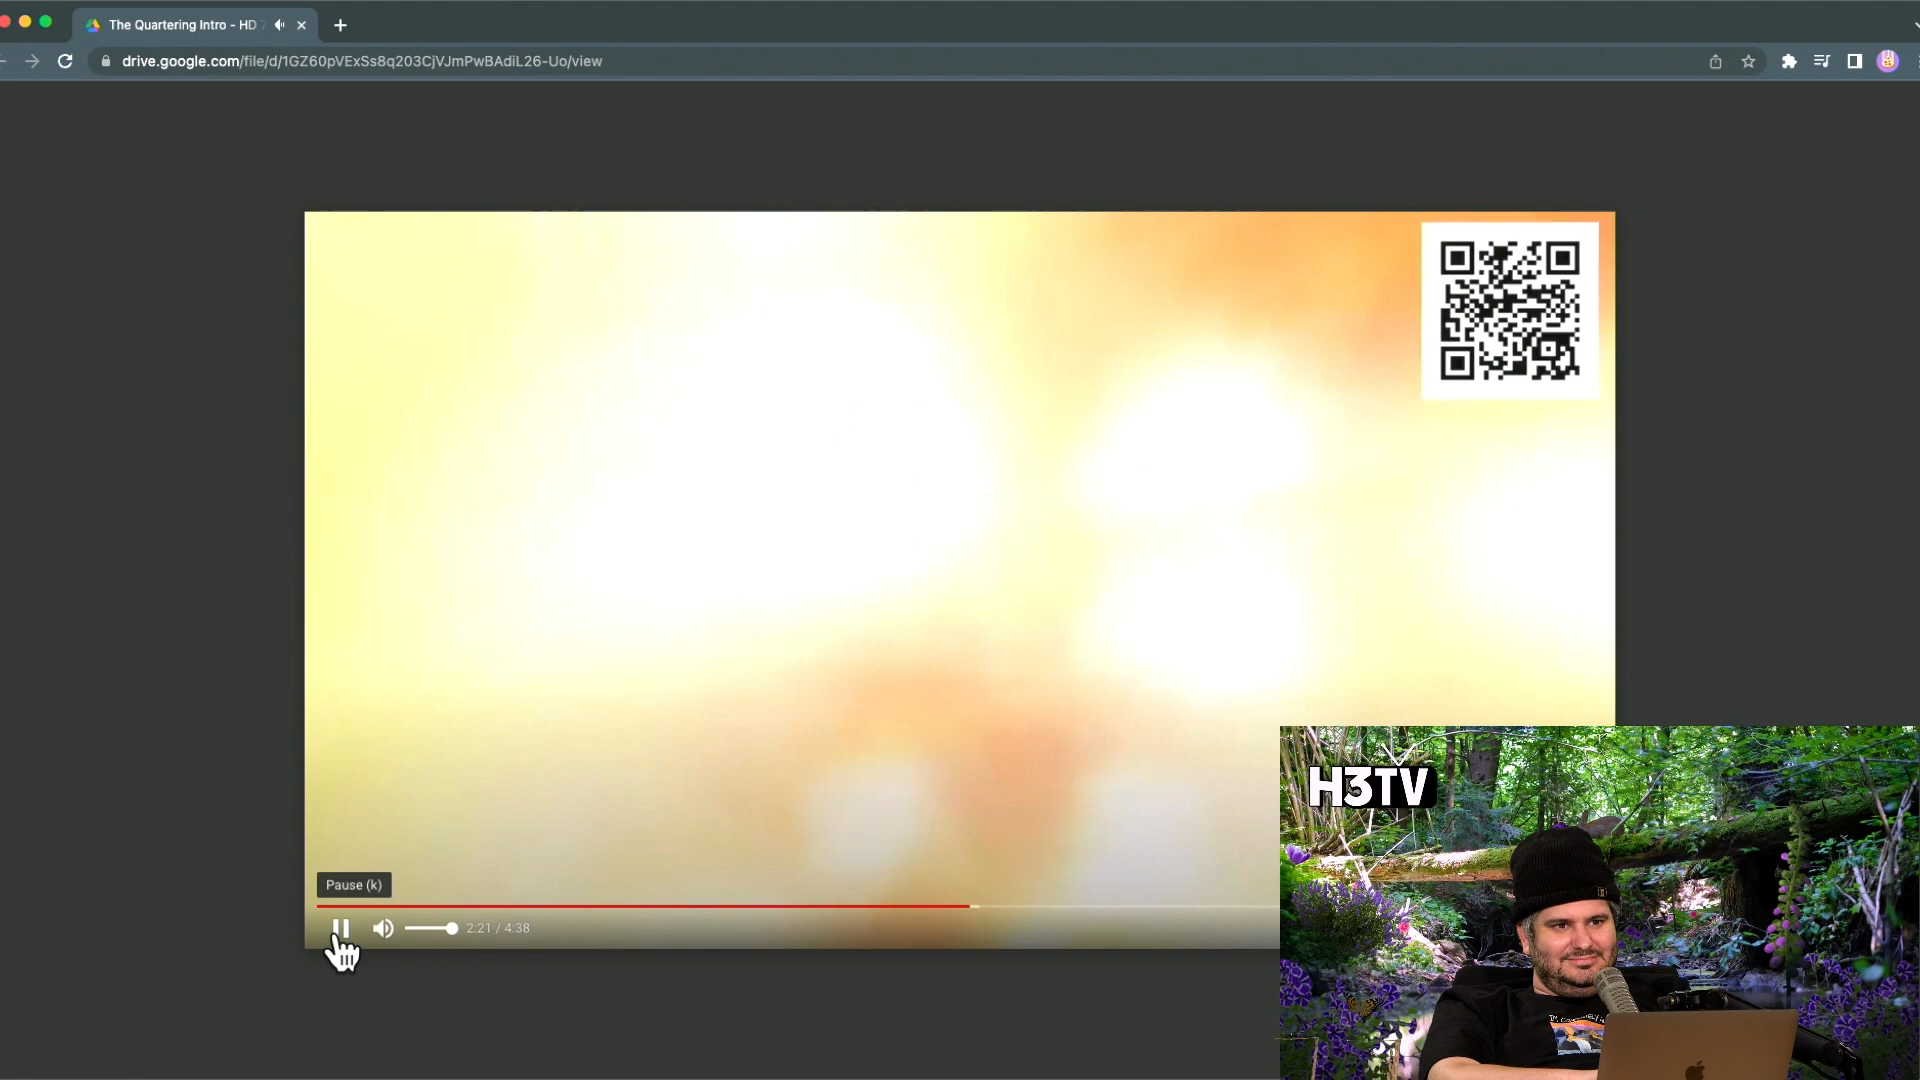 The Quartering Intro - HD
drive.google.com/file/d/1GZ60pVExSs8q203CjVJmPwBAdiL26-Uo/view
Pause (k)
2:21 / 4:38
H3TV